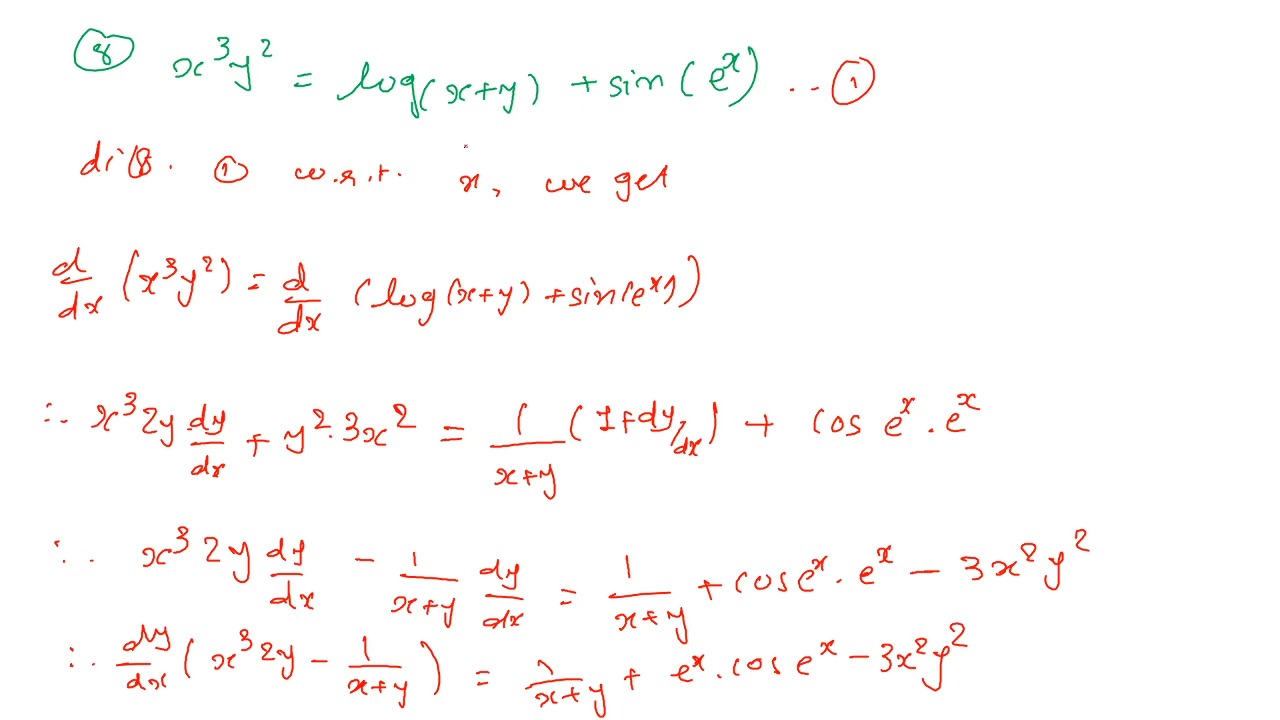 ⑧ x³y² = log(x+y) + sin(eˣ) ... ①
diff. ① w.r.t. x, we get
d/dx (x³y²) = d/dx (log(x+y) + sin(eˣ))
∴ x³2y dy/dx + y².3x² = 1/(x+y) (1+dy/dx) + cos eˣ . eˣ
∴ x³2y dy/dx - 1/(x+y) dy/dx = 1/(x+y) + cos eˣ . eˣ - 3x²y²
∴ dy/dx (x³2y - 1/(x+y)) = 1/(x+y) + eˣ . cos eˣ - 3x²y²